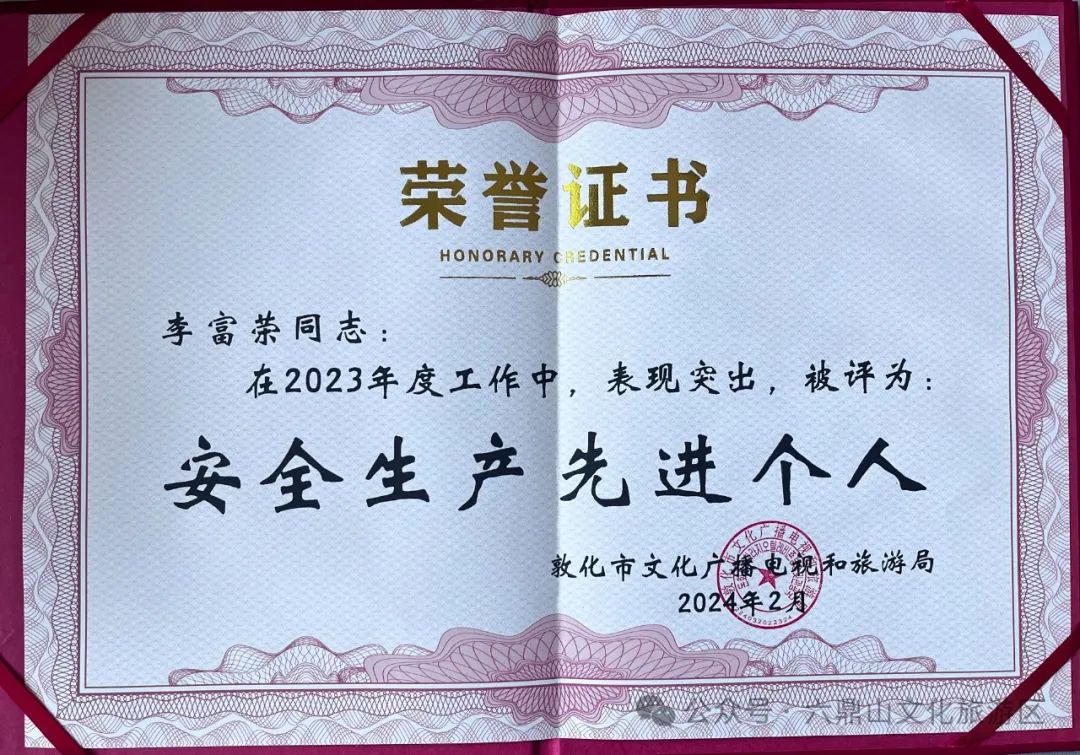 荣誉证书
HONORARY CREDENTIAL
李富荣同志：
在2023年度工作中，表现突出，被评为：
安全生产先进个人
敦化市文化广播电视和旅游局
2024年2月
公众号·六鼎山文化旅游区